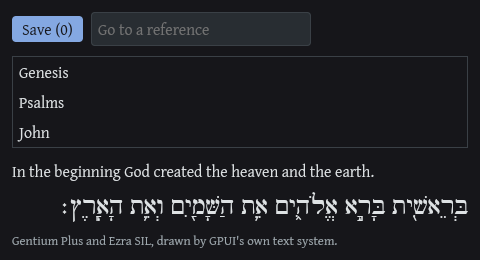 Save (0)
Go to a reference
Genesis
Psalms
John
In the beginning God created the heaven and the earth.
בְּרֵאשִׁ֖ית בָּרָ֣א אֱלֹהִ֑ים אֵ֥ת הַשָּׁמַ֖יִם וְאֵ֥ת הָאָֽרֶץ׃
Gentium Plus and Ezra SIL, drawn by GPUI's own text system.